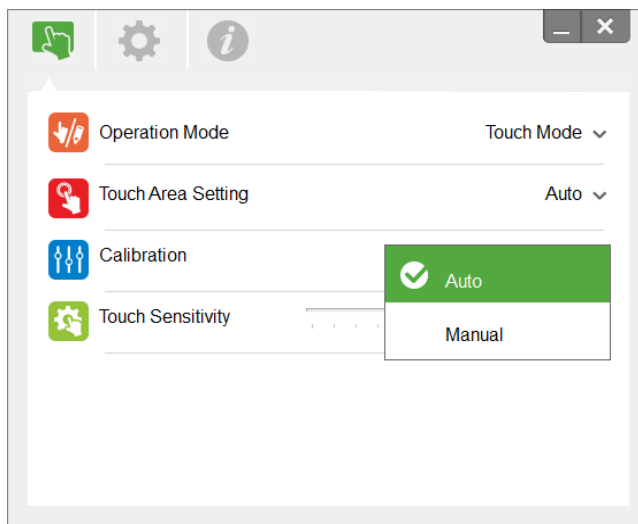 Operation Mode Touch Mode
Touch Area Setting Auto
Calibration
Auto
Touch Sensitivity
Manual